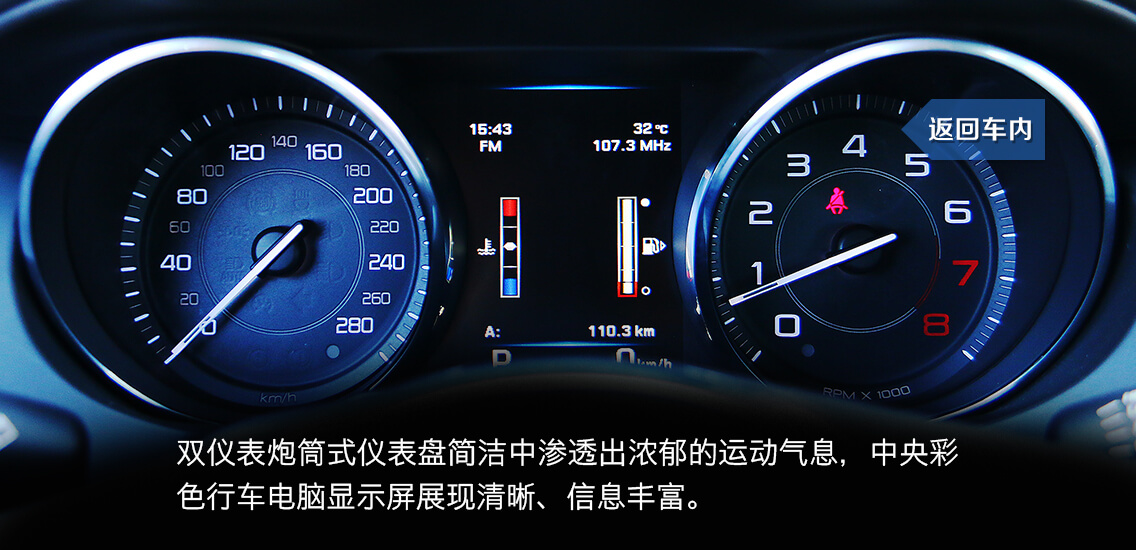 140
120
160
100
180
80
200
60
220
40
240
20
260
0
280
km/h
15:43
32℃
FM
107.3 MHz
A:
110.3 km
P
0km/h
4
3
5
2
6
1
7
0
8
RPM X 1000
返回车内
双仪表炮筒式仪表盘简洁中渗透出浓郁的运动气息，中央彩
色行车电脑显示屏展现清晰、信息丰富。